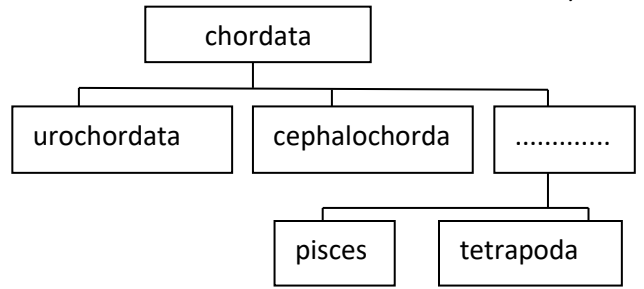 chordata
urochordata cephalochorda .............
pisces tetrapoda